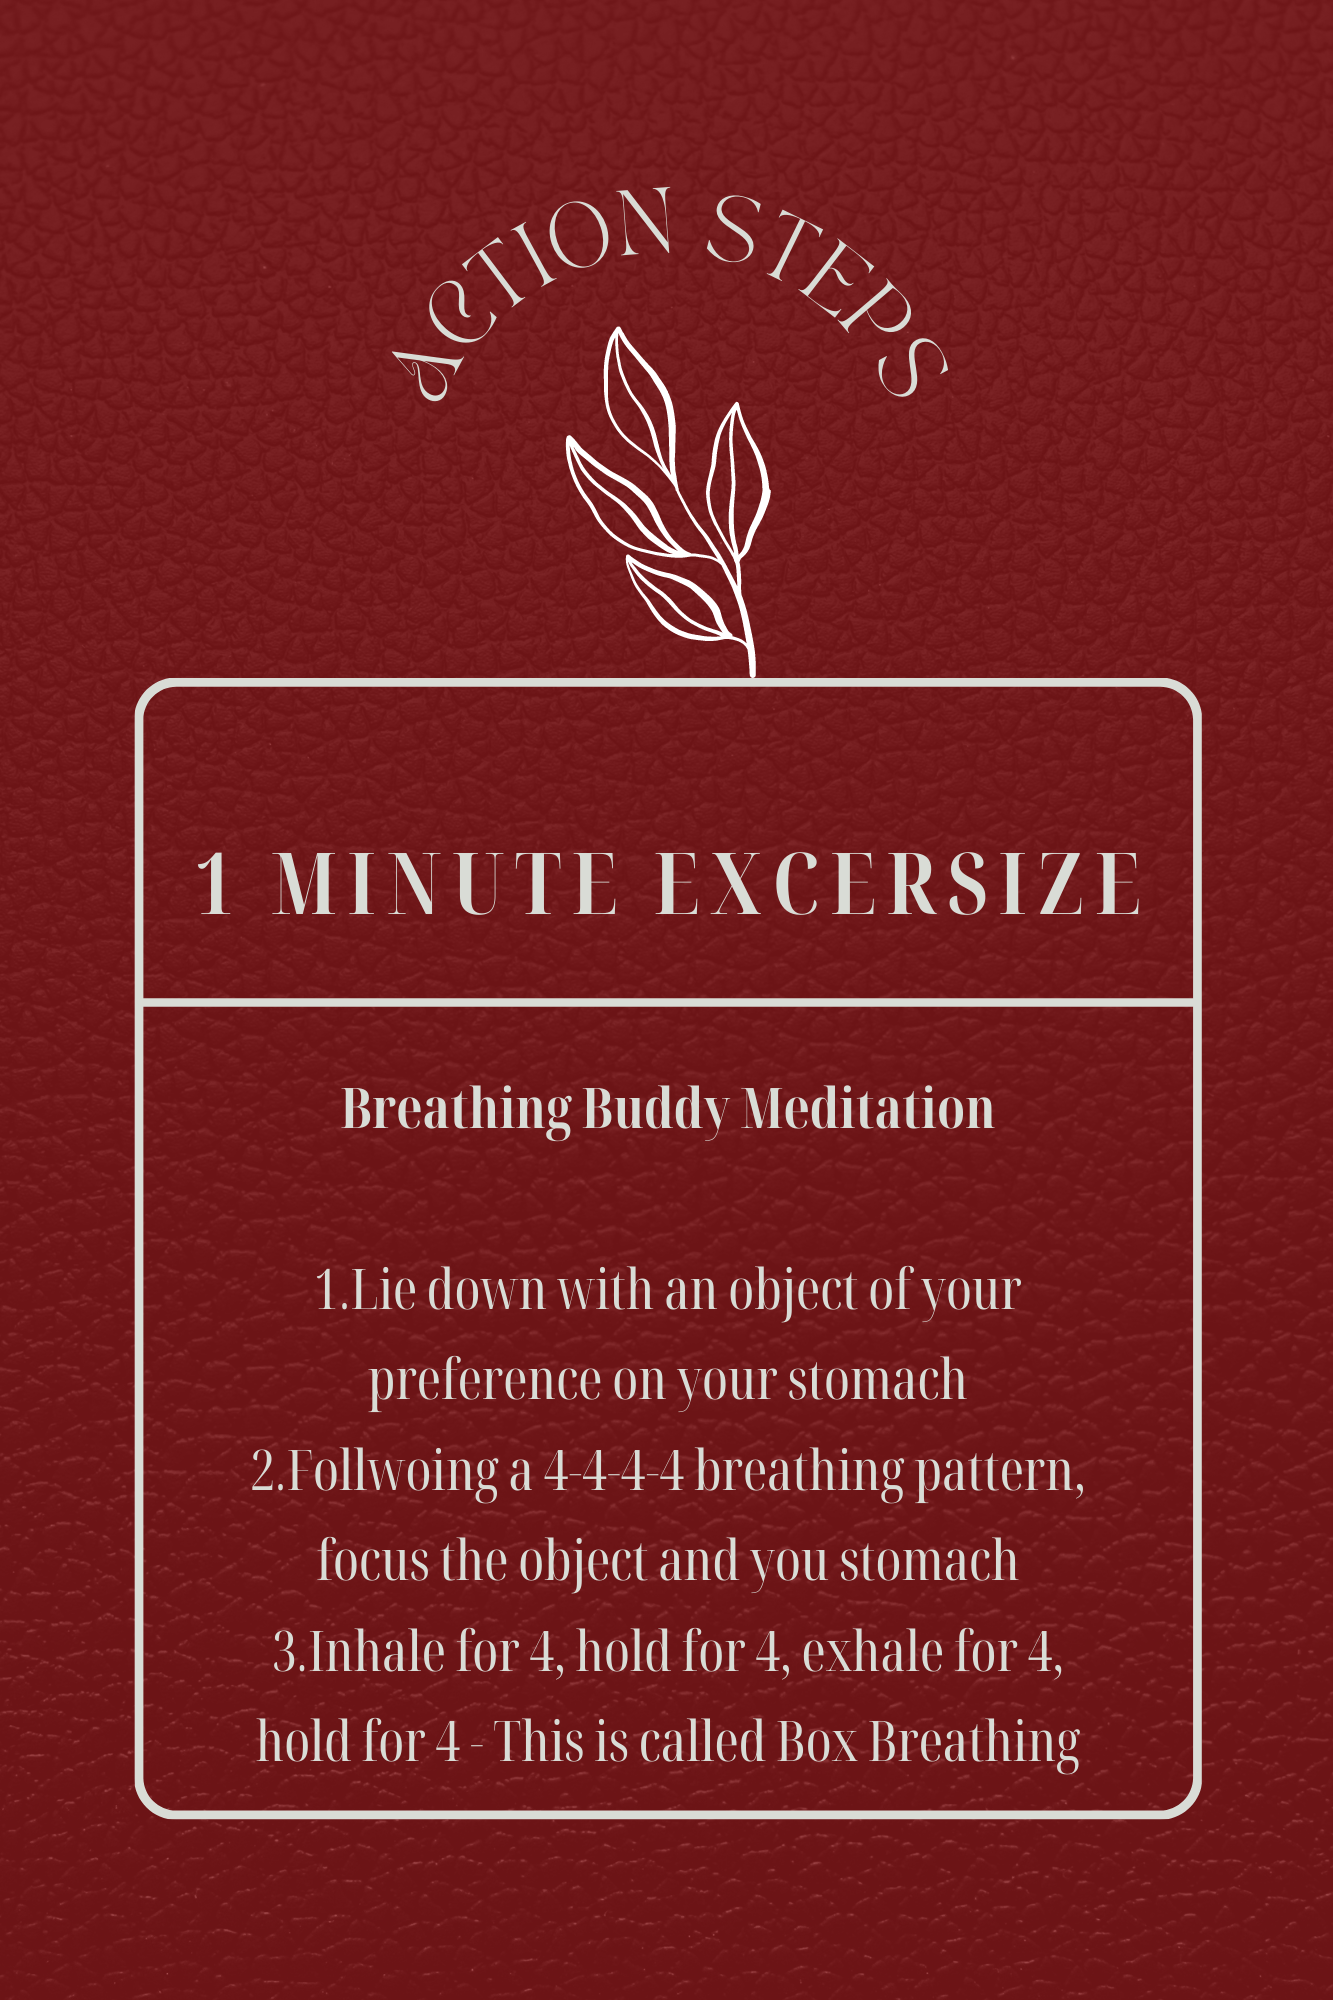 ACTION STEPS
1 MINUTE EXCERSIZE
Breathing Buddy Meditation
1.Lie down with an object of your
preference on your stomach
2.Follwoing a 4-4-4-4 breathing pattern,
focus the object and you stomach
3.Inhale for 4, hold for 4, exhale for 4,
hold for 4 - This is called Box Breathing